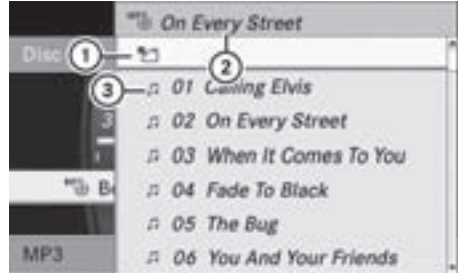 On Every Street
Disc
1
2
3
01 Calling Elvis
02 On Every Street
03 When It Comes To You
Be
04 Fade To Black
05 The Bug
MP3
06 You And Your Friends